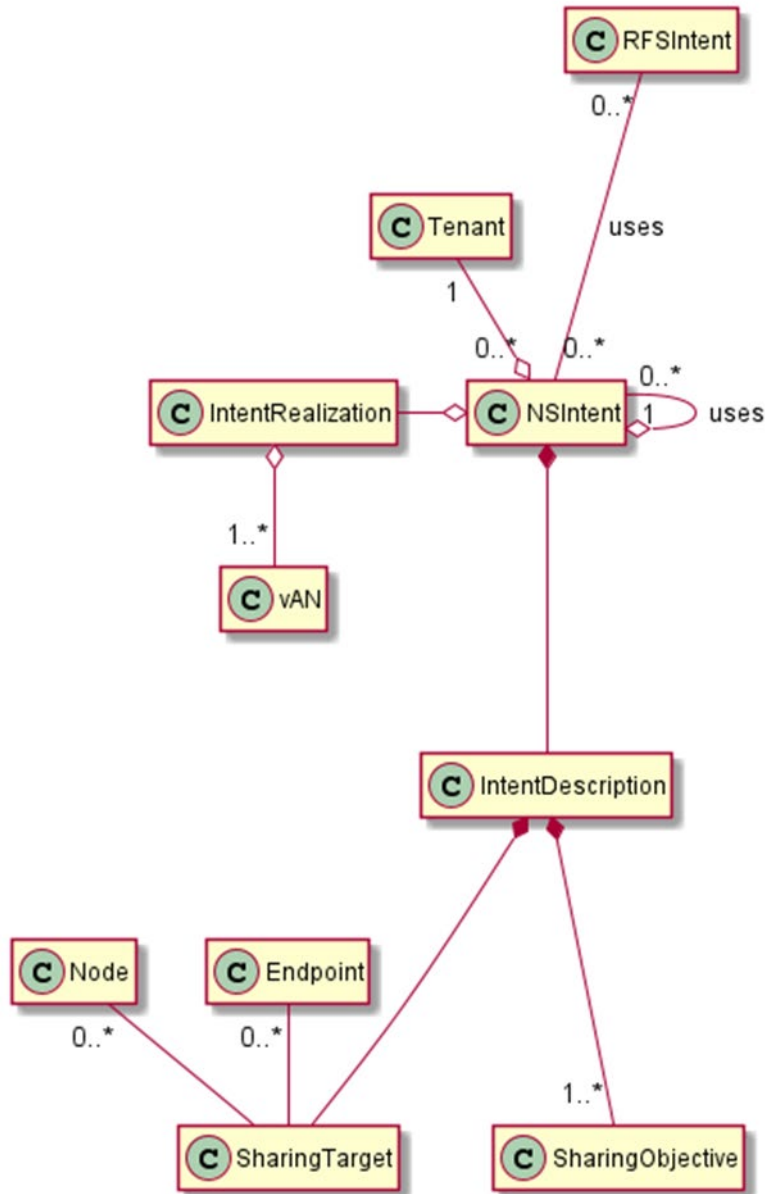 C RFSIntent
0..*
uses
C Tenant
1
0..*
0..*
C IntentRealization
C NSIntent
0..*
1
uses
1..*
C vAN
C IntentDescription
C Node
C Endpoint
0..*
0..*
1..*
C SharingTarget
C SharingObjective